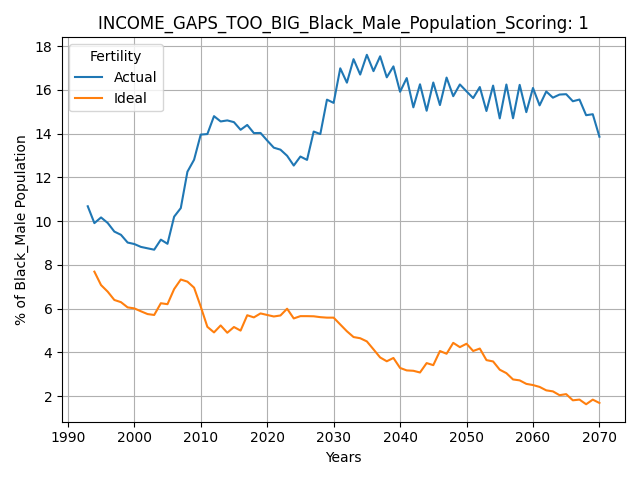 INCOME_GAPS_TOO_BIG_Black_Male_Population_Scoring: 1
Fertility
Actual
Ideal
% of Black_Male Population
18
16
14
12
10
8
6
4
2
1990 2000 2010 2020 2030 2040 2050 2060 2070
Years